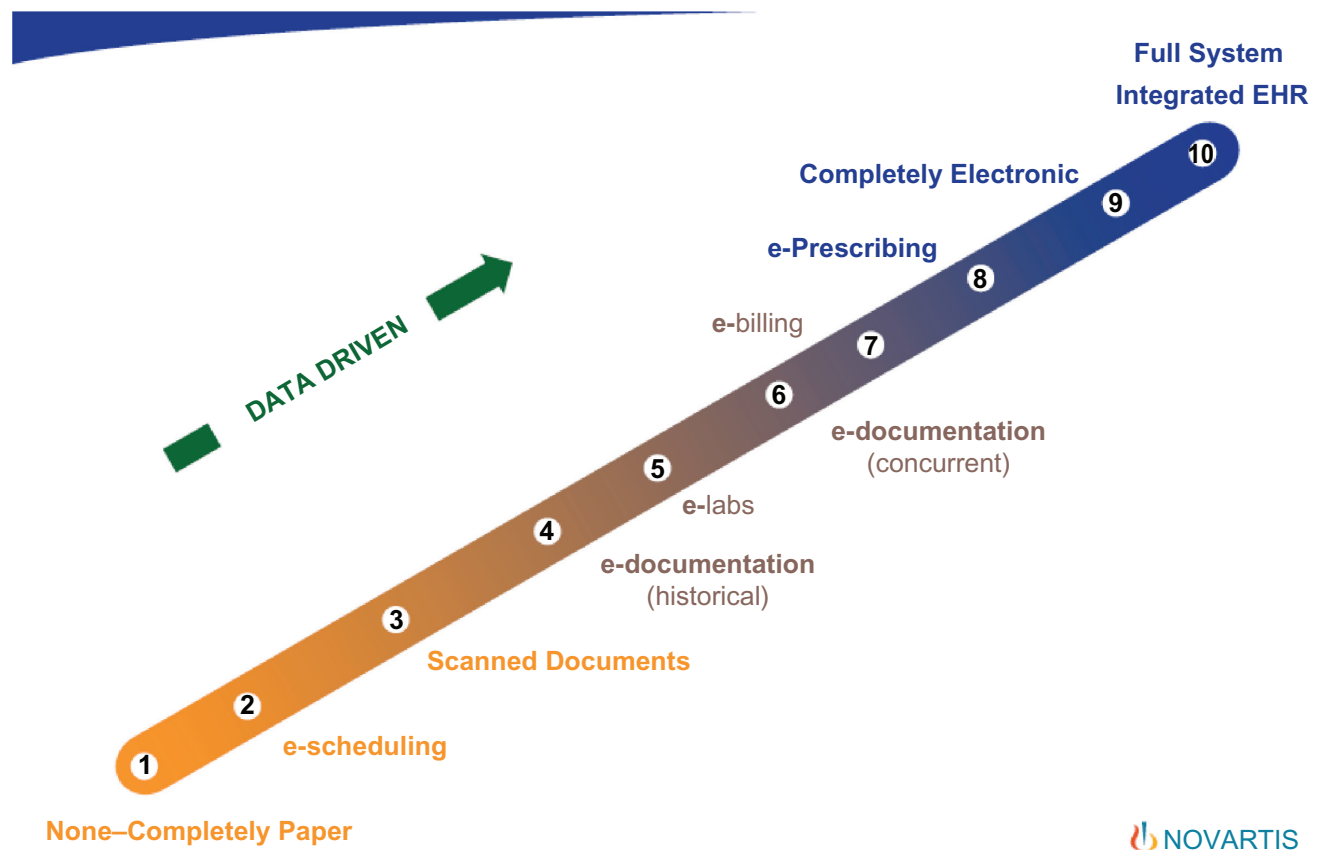 Full System
Integrated EHR
10
Completely Electronic
9
e-Prescribing
8
e-billing
7
DATA DRIVEN
6
e-documentation
(concurrent)
5
e-labs
4
e-documentation
(historical)
3
Scanned Documents
2
e-scheduling
1
None–Completely Paper
NOVARTIS